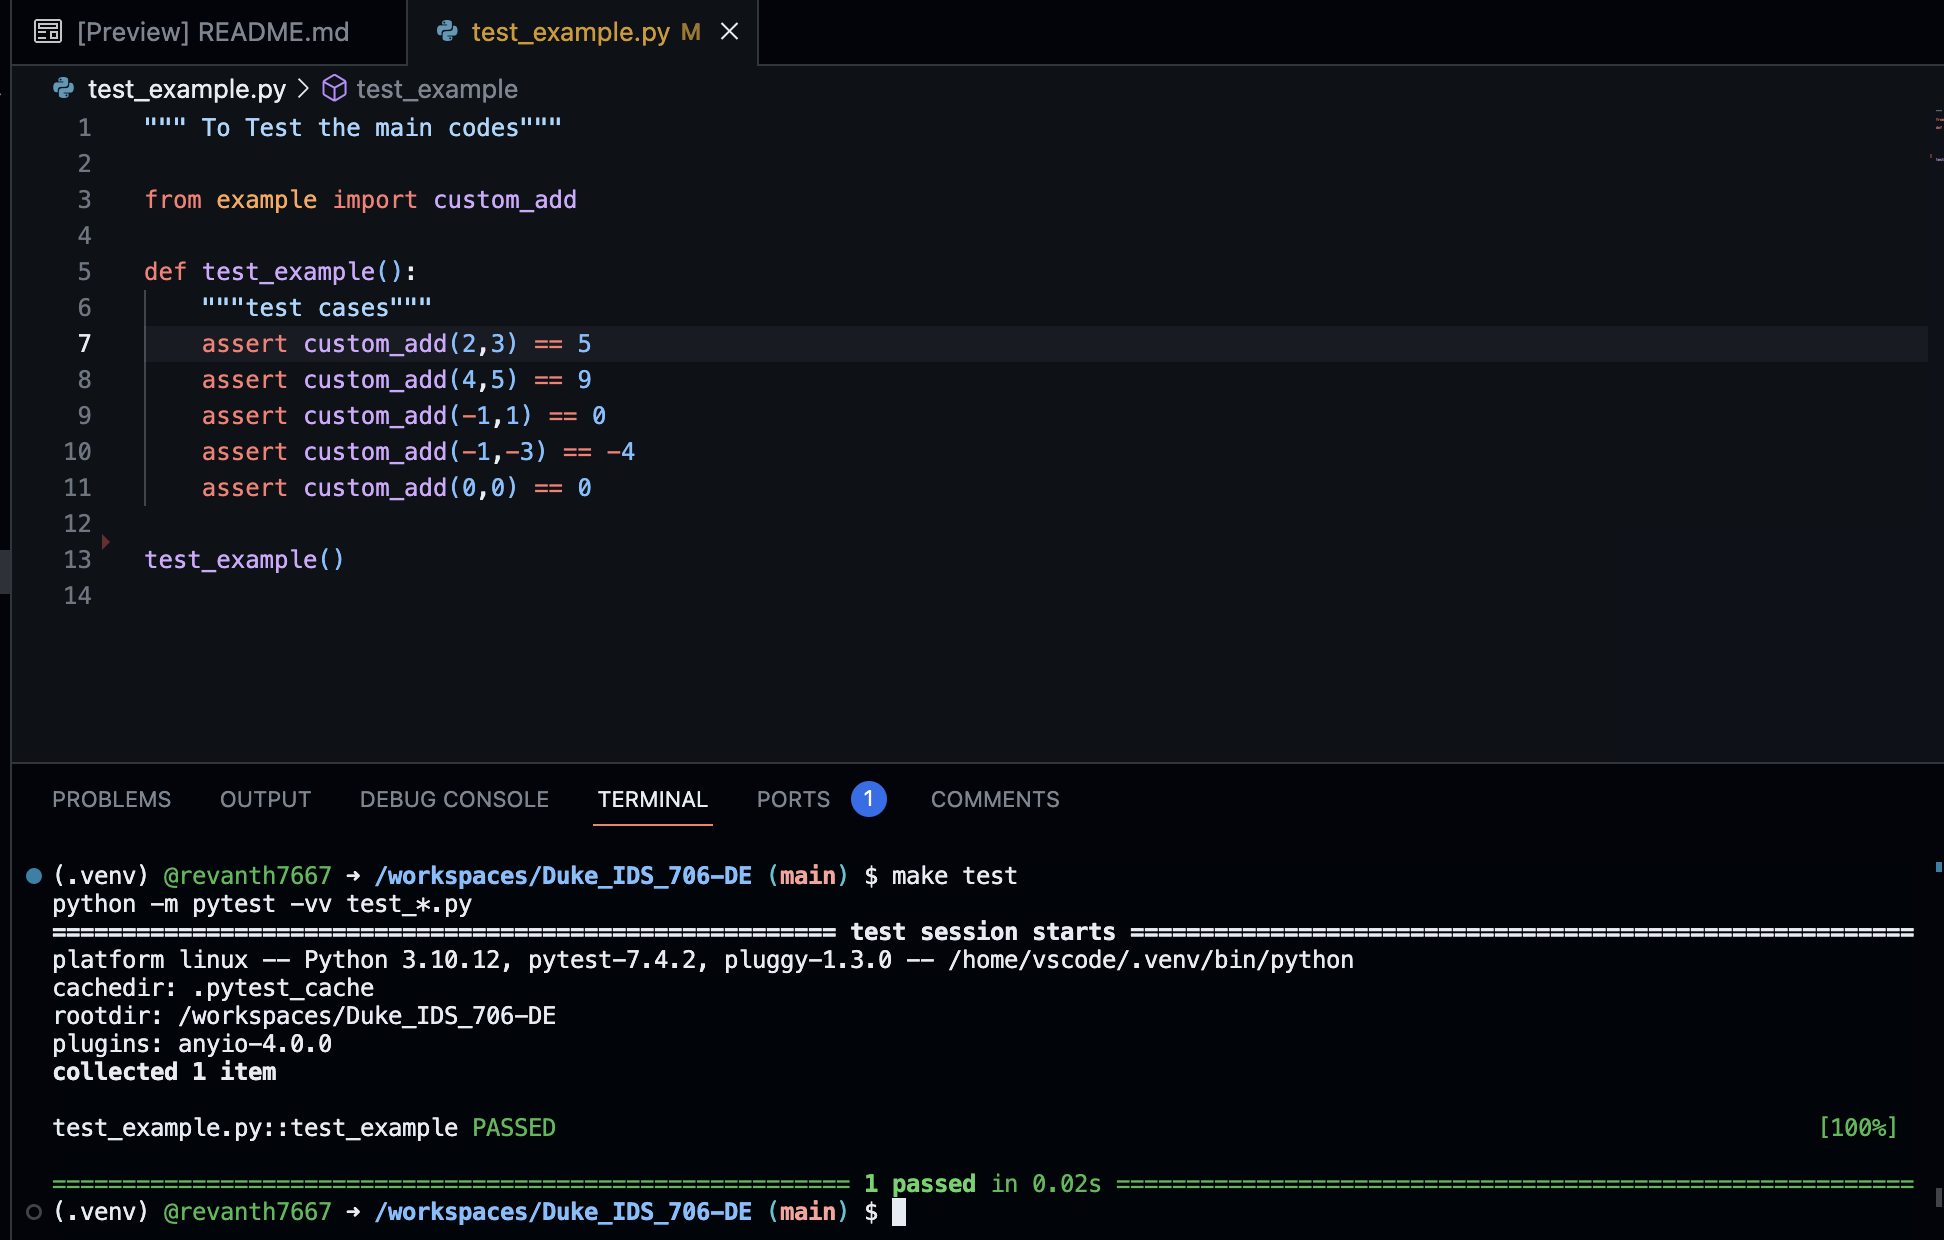 [Preview] README.md
test_example.py M
test_example.py > test_example
1 """ To Test the main codes"""
2
3 from example import custom_add
4
5 def test_example():
6 """test cases"""
7 assert custom_add(2,3) == 5
8 assert custom_add(4,5) == 9
9 assert custom_add(-1,1) == 0
10 assert custom_add(-1,-3) == -4
11 assert custom_add(0,0) == 0
12
13 test_example()
14
PROBLEMS OUTPUT DEBUG CONSOLE TERMINAL PORTS 1 COMMENTS
(.venv) @revanth7667 ➜ /workspaces/Duke_IDS_706-DE (main) $ make test
python -m pytest -vv test_*.py
======================================================== test session starts ========================================================
platform linux -- Python 3.10.12, pytest-7.4.2, pluggy-1.3.0 -- /home/vscode/.venv/bin/python
cachedir: .pytest_cache
rootdir: /workspaces/Duke_IDS_706-DE
plugins: anyio-4.0.0
collected 1 item
test_example.py::test_example PASSED [100%]
========================================================= 1 passed in 0.02s =========================================================
(.venv) @revanth7667 ➜ /workspaces/Duke_IDS_706-DE (main) $